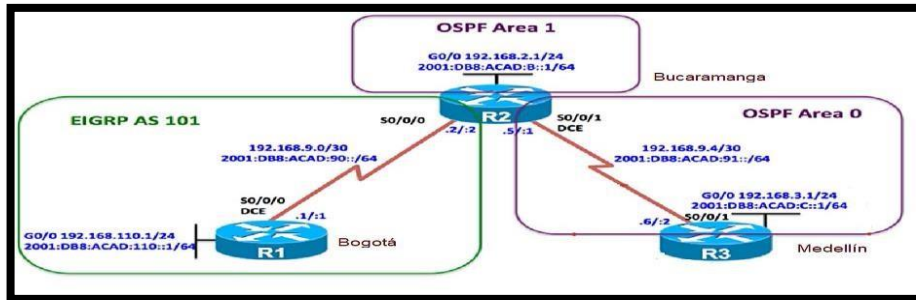 OSPF Area 1
G0/0 192.168.2.1/24
2001:DB8:ACAD:B::1/64
Bucaramanga
R2
EIGRP AS 101
S0/0/0
.2/:2
.5/:1
S0/0/1
DCE
OSPF Area 0
192.168.9.0/30
2001:DB8:ACAD:90::/64
192.168.9.4/30
2001:DB8:ACAD:91::/64
S0/0/0
DCE
.1/:1
G0/0 192.168.3.1/24
2001:DB8:ACAD:C::1/64
.6/:2
S0/0/1
G0/0 192.168.110.1/24
2001:DB8:ACAD:110::1/64
R1
Bogotá
R3
Medellín